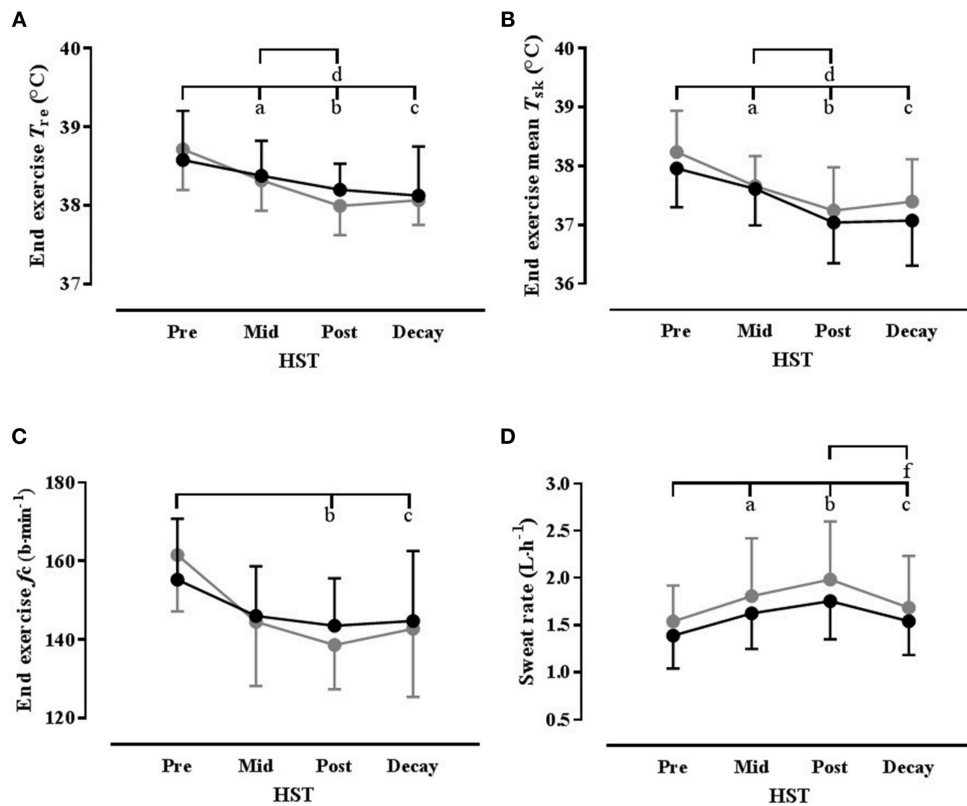 A
End exercise Tre (°C)
40
39
38
37
d
a b c
Pre Mid Post Decay
HST
B
End exercise mean Tsk (°C)
40
39
38
37
36
d
a b c
Pre Mid Post Decay
HST
C
End exercise fc (b·min⁻¹)
180
160
140
120
b c
Pre Mid Post Decay
HST
D
Sweat rate (L·h⁻¹)
3.0
2.5
2.0
1.5
1.0
0.5
f
a b c
Pre Mid Post Decay
HST